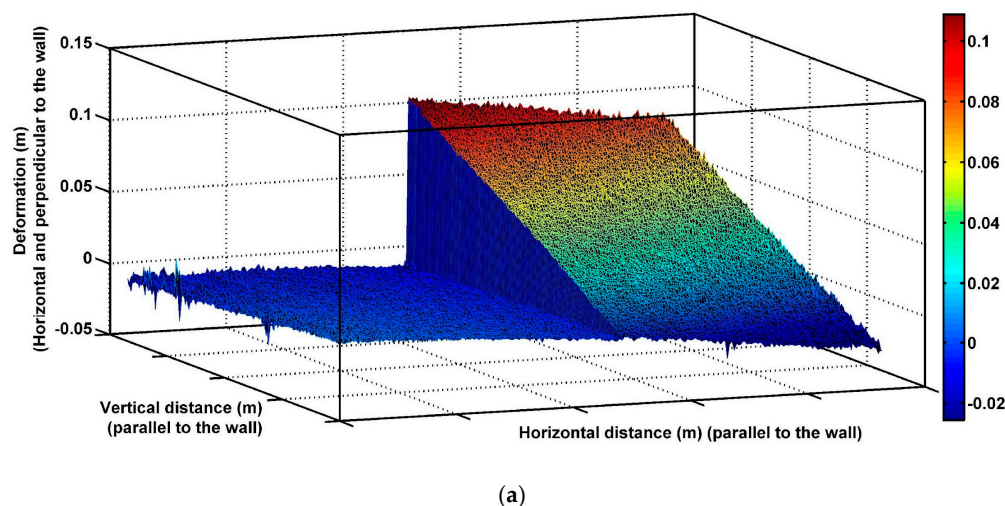 Deformation (m)
(Horizontal and perpendicular to the wall)
0.15
0.1
0.05
0
-0.05
Vertical distance (m)
(parallel to the wall)
Horizontal distance (m) (parallel to the wall)
0.1
0.08
0.06
0.04
0.02
0
-0.02
(a)